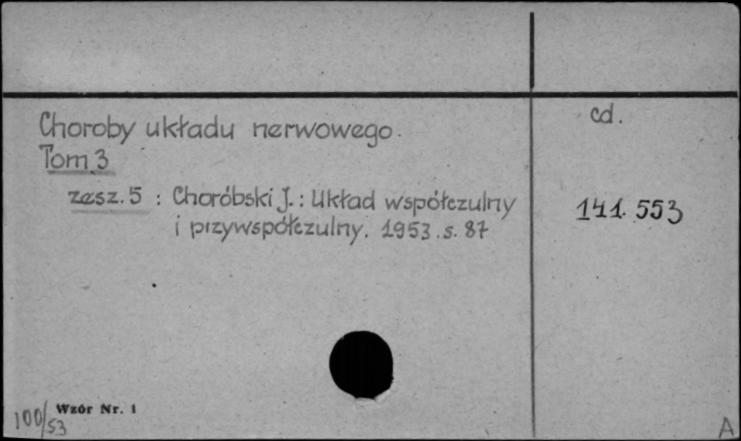 cd.
Choroby układu nerwowego.
Tom 3
zesz. 5 : Choróbski J.: Układ współczulny
i przywspółczulny. 1953. s. 87
141.553
Wzór Nr. 1
100/53
A